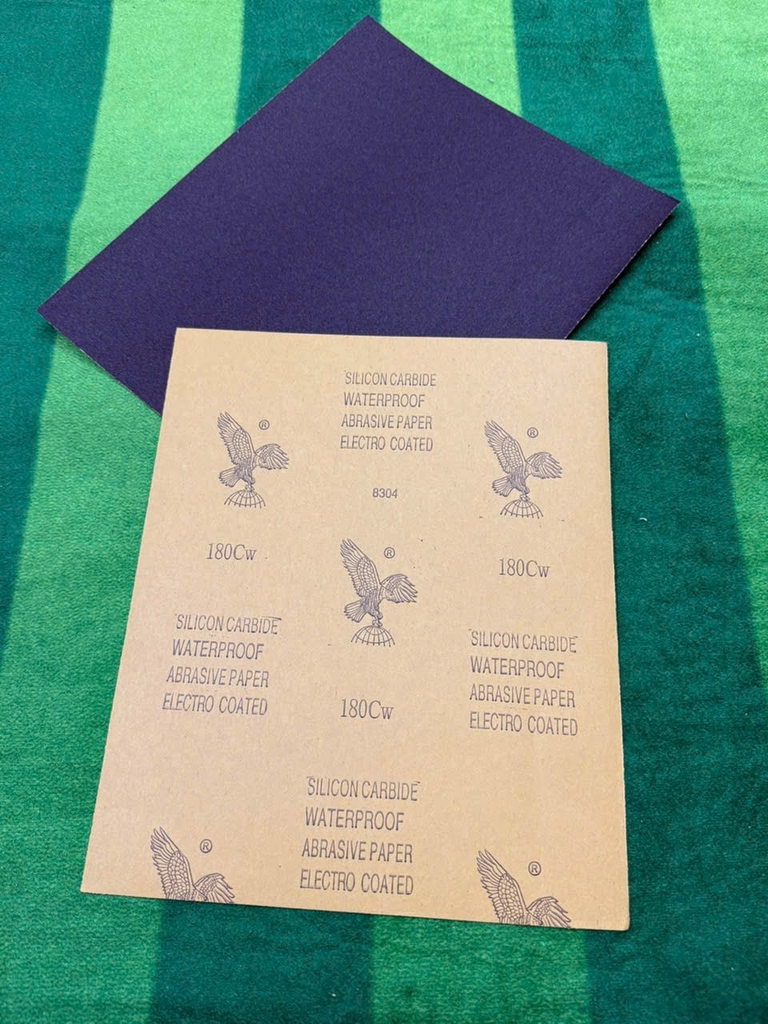 SILICON CARBIDE
WATERPROOF
ABRASIVE PAPER
ELECTRO COATED
®
®
8304
®
180Cw
180Cw
SILICON CARBIDE
WATERPROOF
ABRASIVE PAPER
ELECTRO COATED
SILICON CARBIDE
WATERPROOF
ABRASIVE PAPER
ELECTRO COATED
180Cw
SILICON CARBIDE
WATERPROOF
ABRASIVE PAPER
ELECTRO COATED
®
®